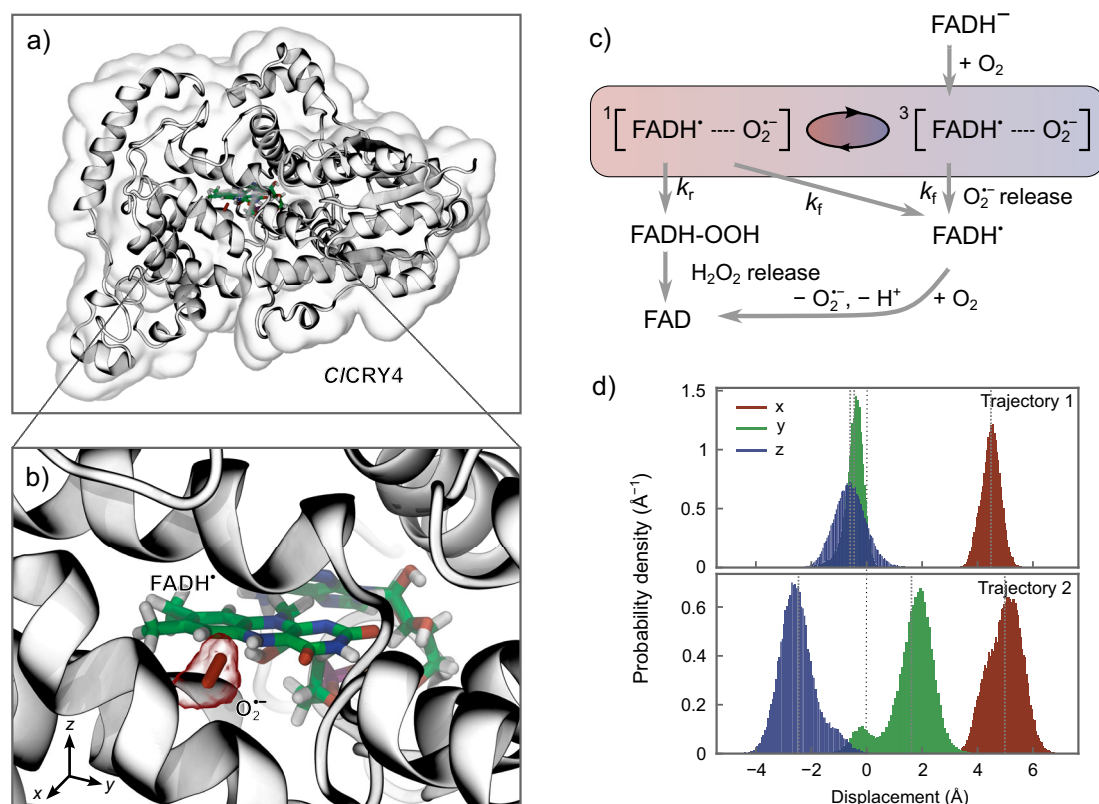 a)
ClCRY4
b)
FADH•
O₂•−
z
x
y
c)
FADH⁻
+ O₂
¹[ FADH• ---- O₂•− ] ³[ FADH• ---- O₂•− ]
kᵣ
k_f
k_f O₂•− release
FADH-OOH
FADH•
H₂O₂ release
− O₂•−, − H⁺ + O₂
FAD
d)
Probability density (Å⁻¹)
1.5
1
0.5
0
x
y
z
Trajectory 1
0.6
0.4
0.2
0
Trajectory 2
−4 −2 0 2 4 6
Displacement (Å)